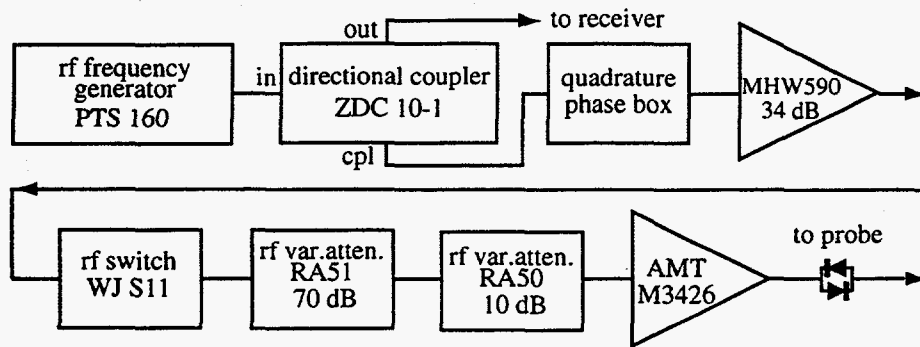 out
to receiver
rf frequency
generator
PTS 160
in
directional coupler
ZDC 10-1
cpl
quadrature
phase box
MHW590
34 dB
rf switch
WJ S11
rf var.atten.
RA51
70 dB
rf var.atten.
RA50
10 dB
AMT
M3426
to probe